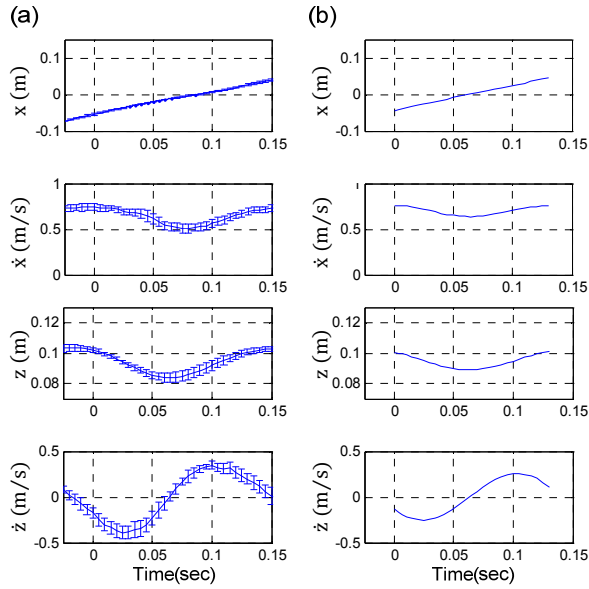 (a) (b)
0.1 0.1
x (m) 0 x (m) 0
-0.1 -0.1
0 0.05 0.1 0.15 0 0.05 0.1 0.15
1 1
ẋ (m/s) 0.5 ẋ (m/s) 0.5
0 0
0 0.05 0.1 0.15 0 0.05 0.1 0.15
0.12 0.12
z (m) 0.1 z (m) 0.1
0.08 0.08
0 0.05 0.1 0.15 0 0.05 0.1 0.15
0.5 0.5
ż (m/s) 0 ż (m/s) 0
-0.5 -0.5
0 0.05 0.1 0.15 0 0.05 0.1 0.15
Time(sec) Time(sec)